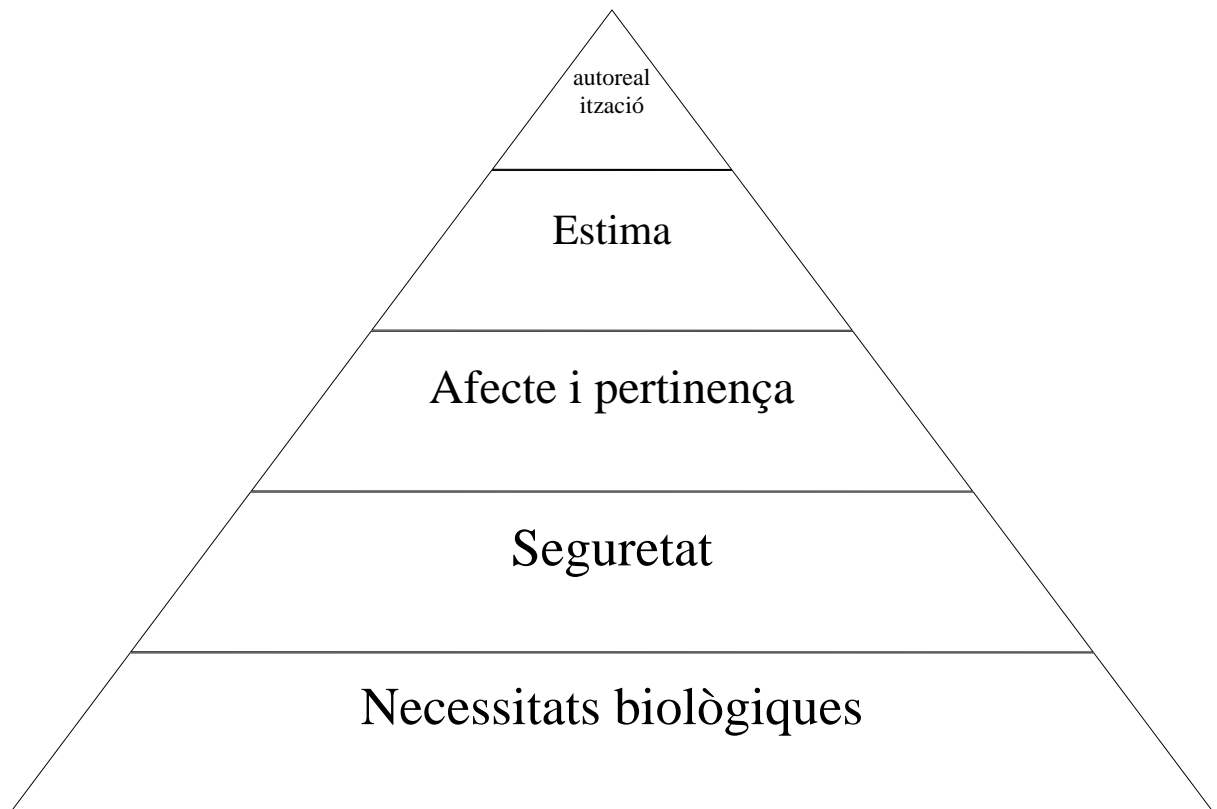 autoreal
ització
Estima
Afecte i pertinença
Seguretat
Necessitats biològiques